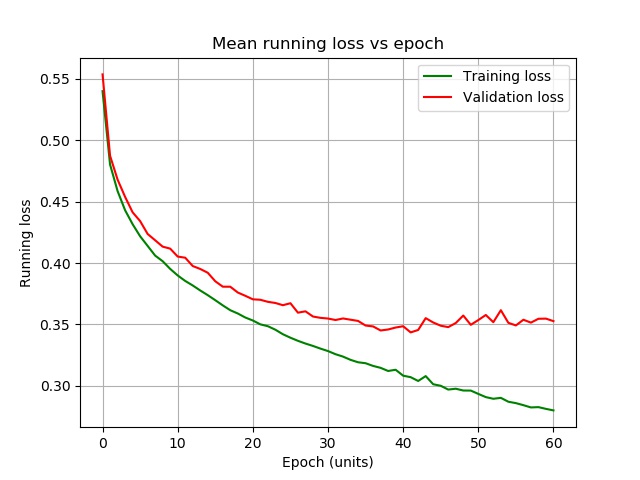 Mean running loss vs epoch
Training loss
Validation loss
Running loss
0.55
0.50
0.45
0.40
0.35
0.30
0 10 20 30 40 50 60
Epoch (units)